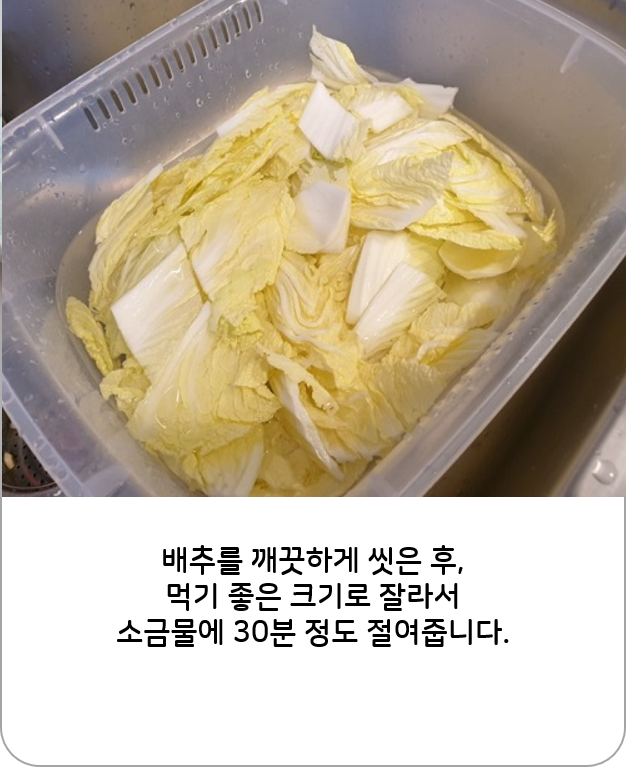 배추를 깨끗하게 씻은 후,
먹기 좋은 크기로 잘라서
소금물에 30분 정도 절여줍니다.